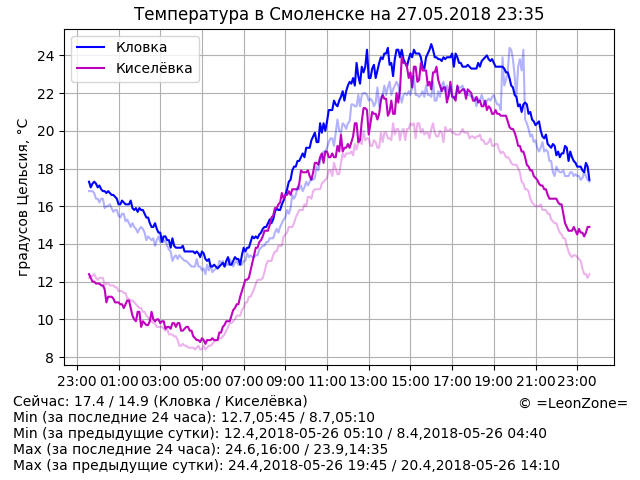 Температура в Смоленске на 27.05.2018 23:35
Кловка
Киселёвка
градусов Цельсия, °C
24
22
20
18
16
14
12
10
8
23:00 01:00 03:00 05:00 07:00 09:00 11:00 13:00 15:00 17:00 19:00 21:00 23:00
Сейчас: 17.4 / 14.9 (Кловка / Киселёвка)
© =LeonZone=
Min (за последние 24 часа): 12.7,05:45 / 8.7,05:10
Min (за предыдущие сутки): 12.4,2018-05-26 05:10 / 8.4,2018-05-26 04:40
Max (за последние 24 часа): 24.6,16:00 / 23.9,14:35
Max (за предыдущие сутки): 24.4,2018-05-26 19:45 / 20.4,2018-05-26 14:10